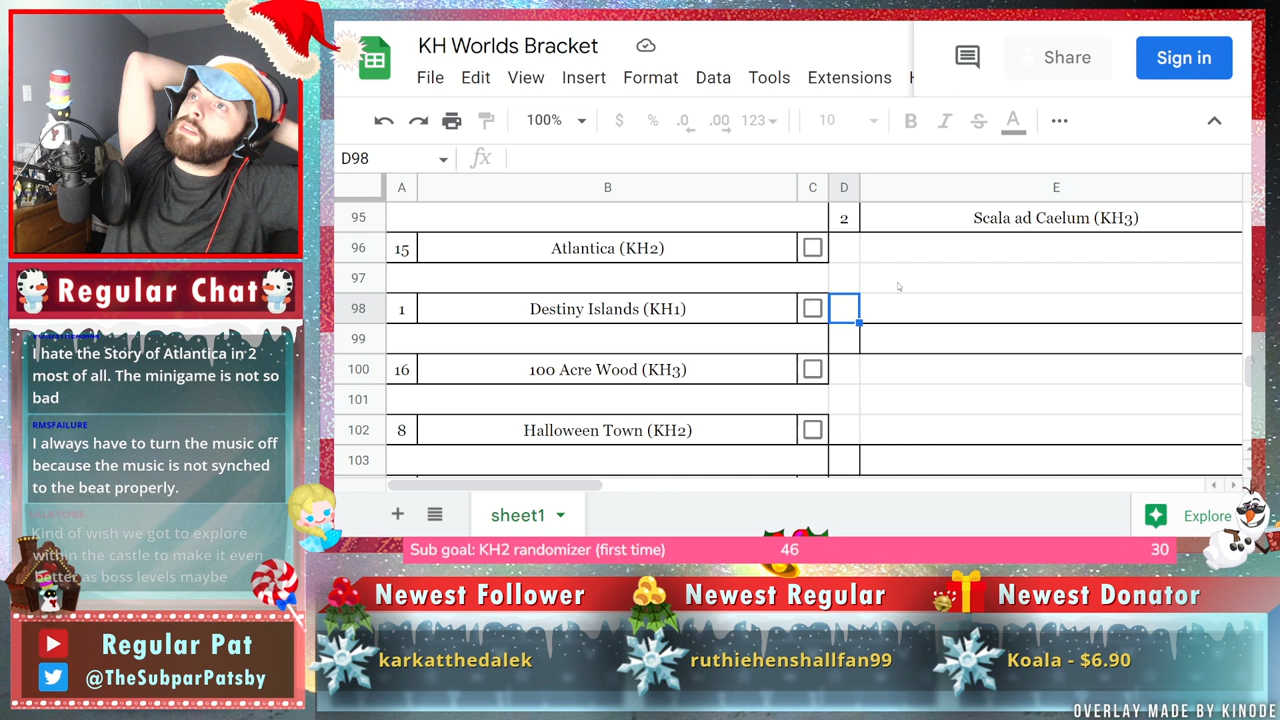 KH Worlds Bracket
File Edit View Insert Format Data Tools Extensions
Share
Sign in
100% $ % .0 .00 123 10 B I S A
D98 fx
A B C D E
95 2 Scala ad Caelum (KH3)
96 15 Atlantica (KH2)
97
98 1 Destiny Islands (KH1)
99
100 16 100 Acre Wood (KH3)
101
102 8 Halloween Town (KH2)
103
sheet1
Explore
Regular Chat
I hate the Story of Atlantica in 2
most of all. The minigame is not so
bad
RMSFAILURE
I always have to turn the music off
because the music is not synched
to the beat properly.
Kind of wish we got to explore
within the castle to make it even
better as boss levels maybe
Regular Pat
@TheSubparPatsby
Sub goal: KH2 randomizer (first time) 46 30
Newest Follower
karkatthedalek
Newest Regular
ruthiehenshallfan99
Newest Donator
Koala - $6.90
OVERLAY MADE BY KINODE